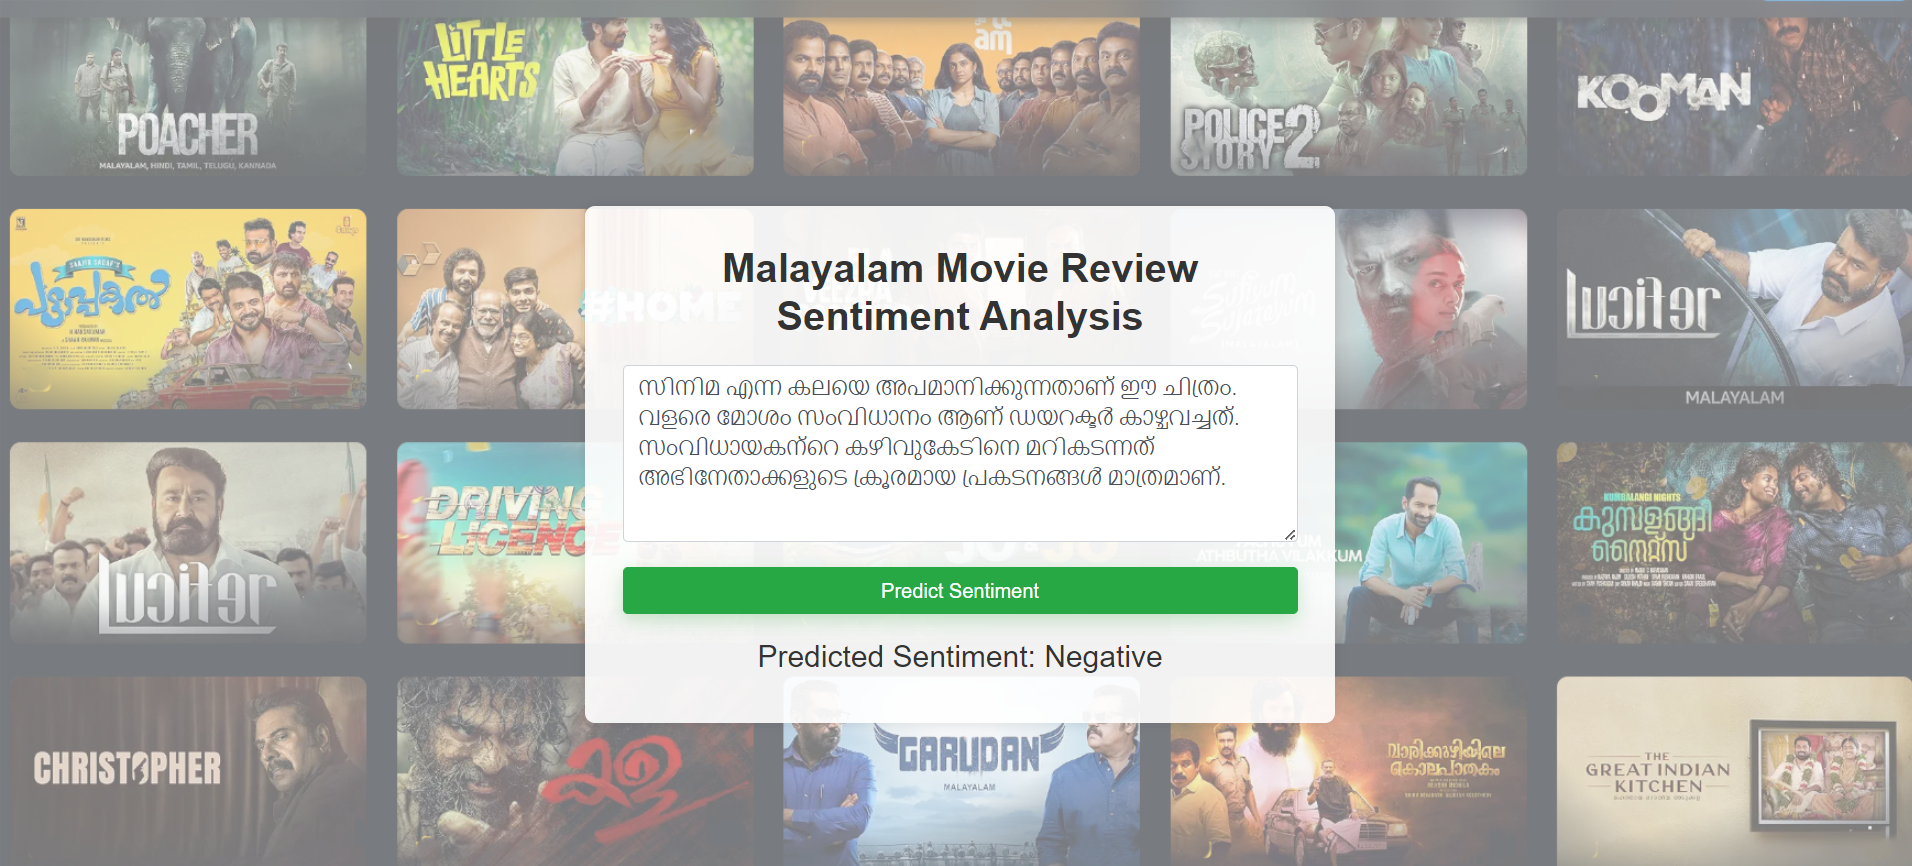 POACHER
MALAYALAM, HINDI, TAMIL, TELUGU, KANNADA
LITTLE
HEARTS
am
POLICE
STORY 2
KOOMAN
#HOME
Malayalam Movie Review
Sentiment Analysis
സിനിമ എന്ന കലയെ അപമാനിക്കുന്നതാണ് ഈ ചിത്രം.
വളരെ മോശം സംവിധാനം ആണ് ഡയറക്ടർ കാഴ്ചവച്ചത്.
സംവിധായകന്റെ കഴിവുകേടിനെ മറികടന്നത്
അഭിനേതാക്കളുടെ ക്രൂരമായ പ്രകടനങ്ങൾ മാത്രമാണ്.
Predict Sentiment
Predicted Sentiment: Negative
Lucifer
MALAYALAM
Lucifer
DRIVING
LICENCE
ATHBUTHA VILAKKUM
KUMBALANGI NIGHTS
കുമ്പളങ്ങി
നൈറ്റ്സ്
CHRISTOPHER
കള
GARUDAN
MALAYALAM
വാരിക്കുഴിയിലെ
കൊലപാതകം
THE
GREAT INDIAN
KITCHEN